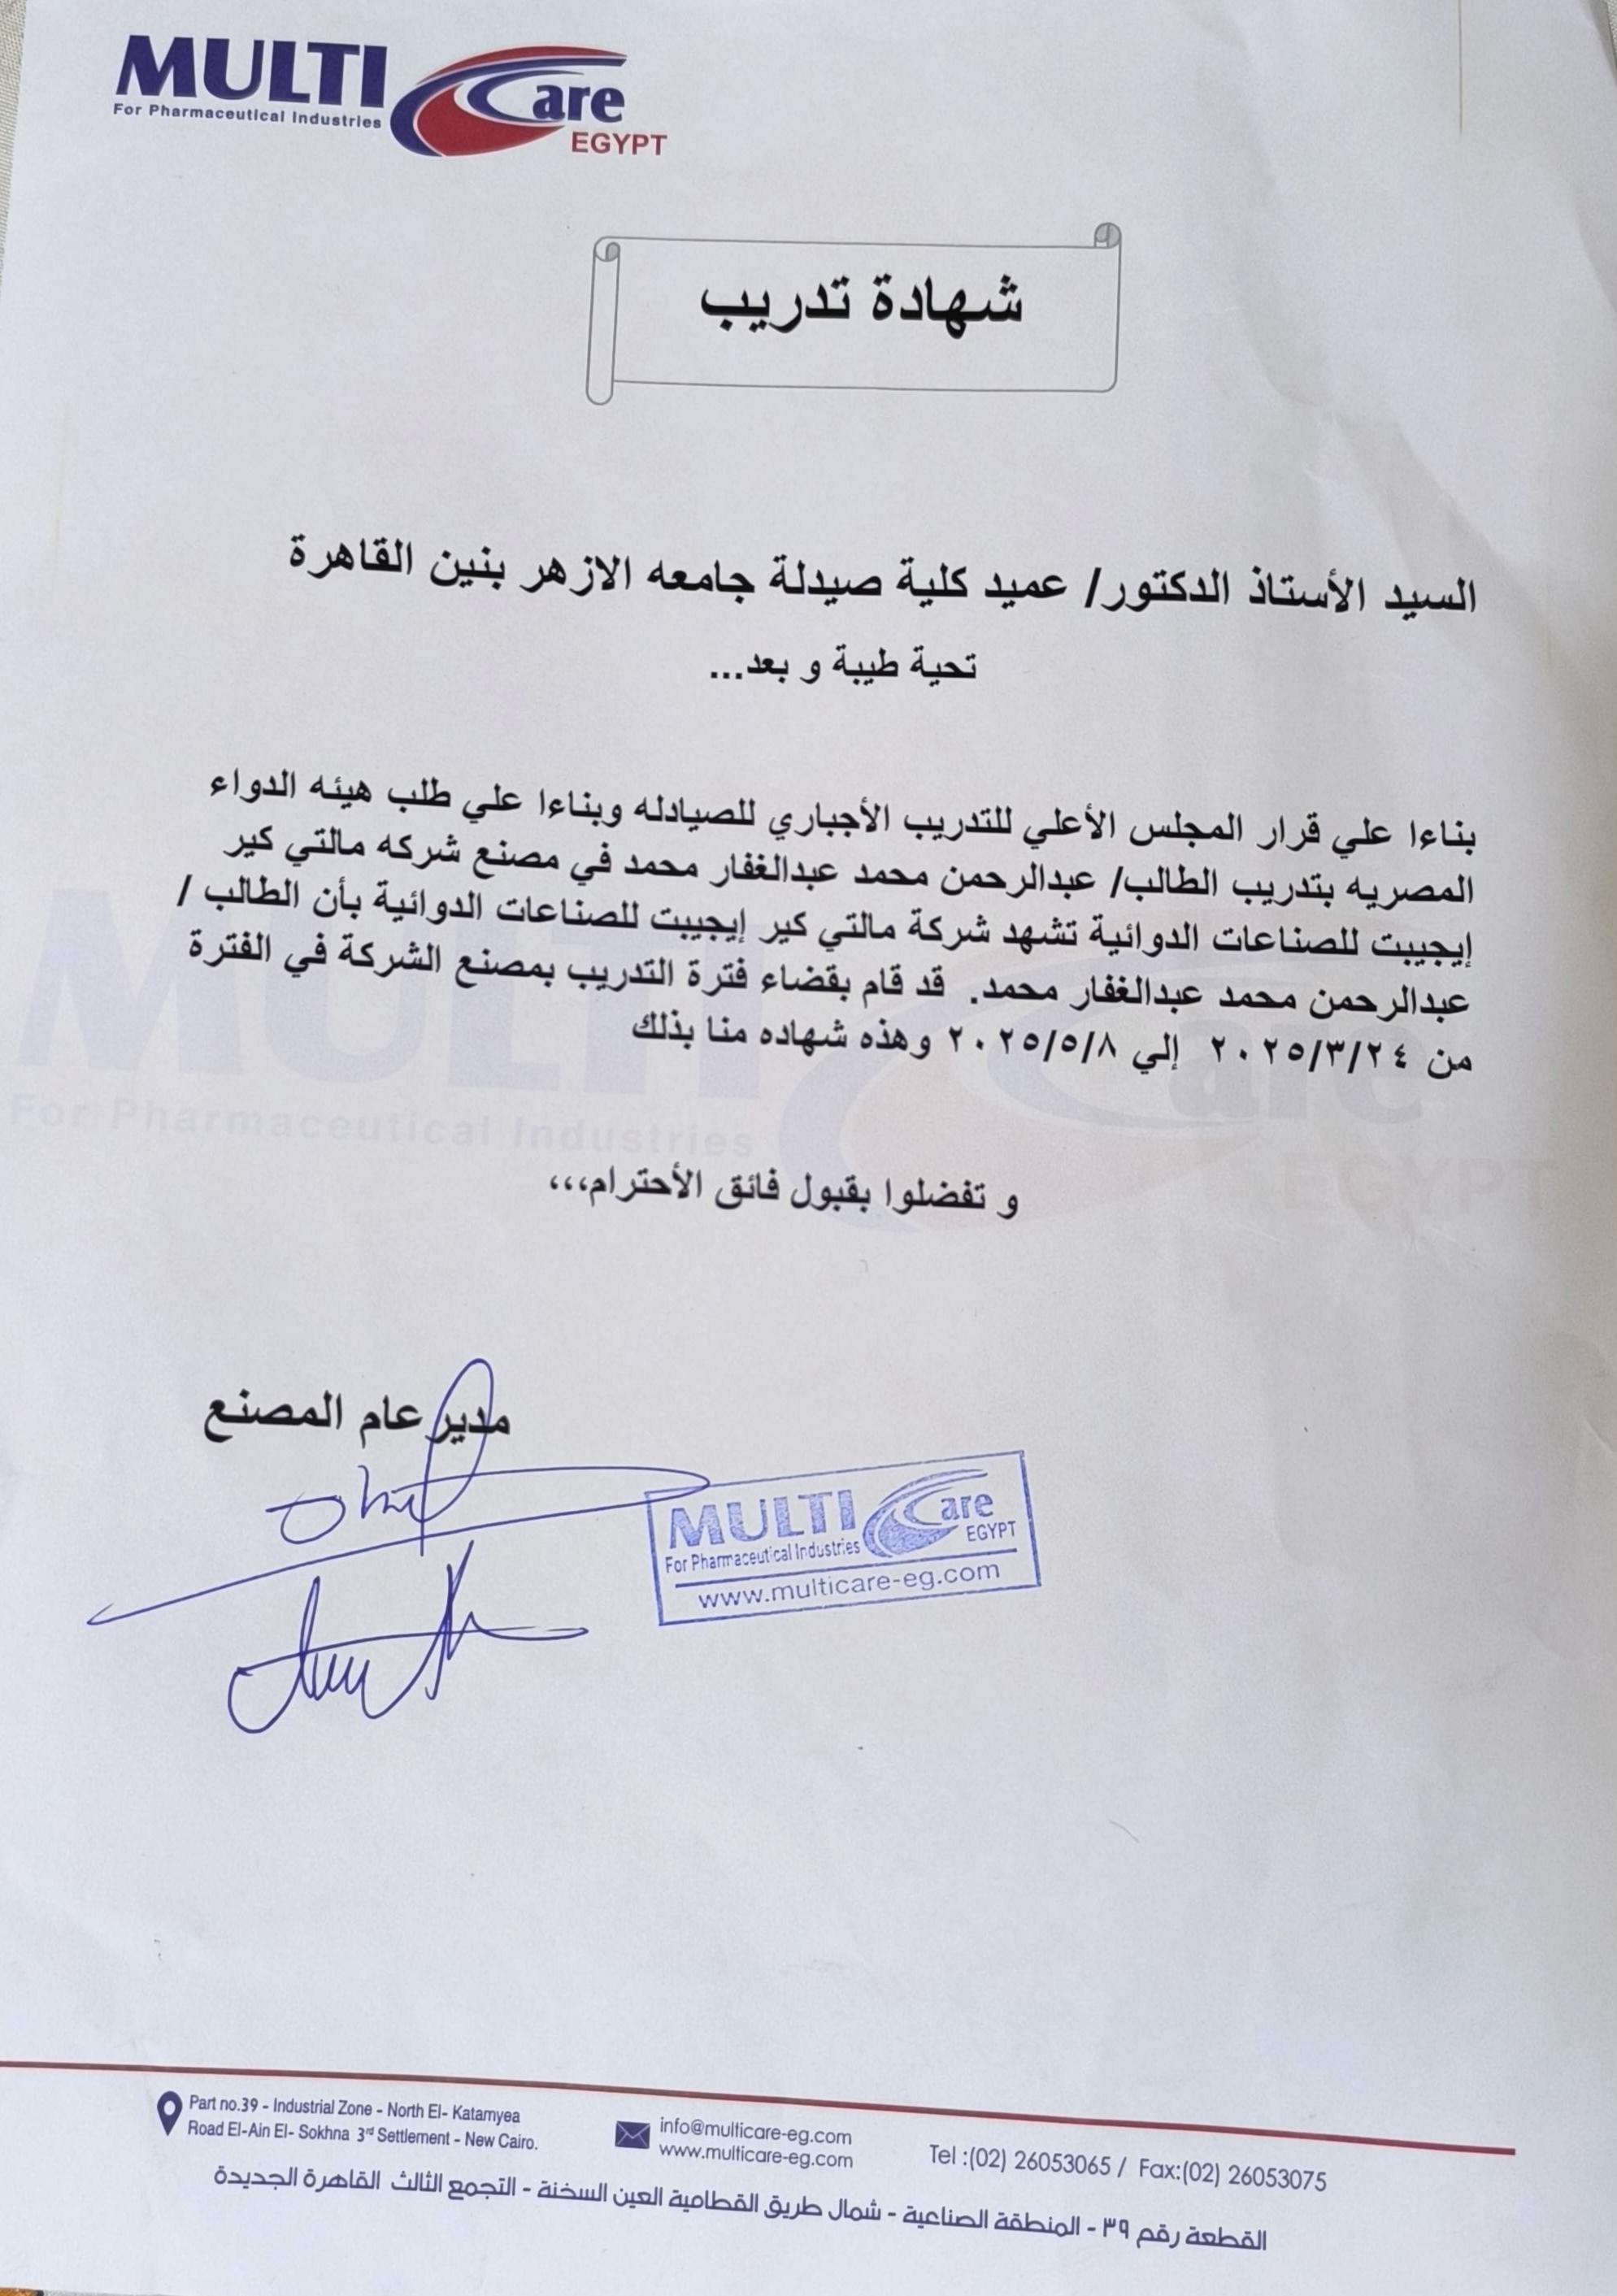 MULTI Care
For Pharmaceutical Industries
EGYPT
شهادة تدريب
السيد الأستاذ الدكتور/ عميد كلية صيدلة جامعه الازهر بنين القاهرة
تحية طيبة و بعد...
بناءا علي قرار المجلس الأعلي للتدريب الأجباري للصيادله وبناءا علي طلب هيئه الدواء
المصريه بتدريب الطالب/ عبدالرحمن محمد عبدالغفار محمد في مصنع شركه مالتي كير
إيجيبت للصناعات الدوائية تشهد شركة مالتي كير إيجيبت للصناعات الدوائية بأن الطالب /
عبدالرحمن محمد عبدالغفار محمد. قد قام بقضاء فترة التدريب بمصنع الشركة في الفترة
من ٢٠٢٥/٣/٢٤ إلي ٢٠٢٥/٥/٨ وهذه شهاده منا بذلك
و تفضلوا بقبول فائق الأحترام،،،
مدير عام المصنع
MULTI Care
For Pharmaceutical Industries EGYPT
www.multicare-eg.com
Part no.39 - Industrial Zone - North El- Katamyea
Road El-Ain El- Sokhna 3rd Settlement - New Cairo.
info@multicare-eg.com
www.multicare-eg.com
Tel :(02) 26053065 / Fax:(02) 26053075
القطعة رقم ٣٩ - المنطقة الصناعية - شمال طريق القطامية العين السخنة - التجمع الثالث القاهرة الجديدة